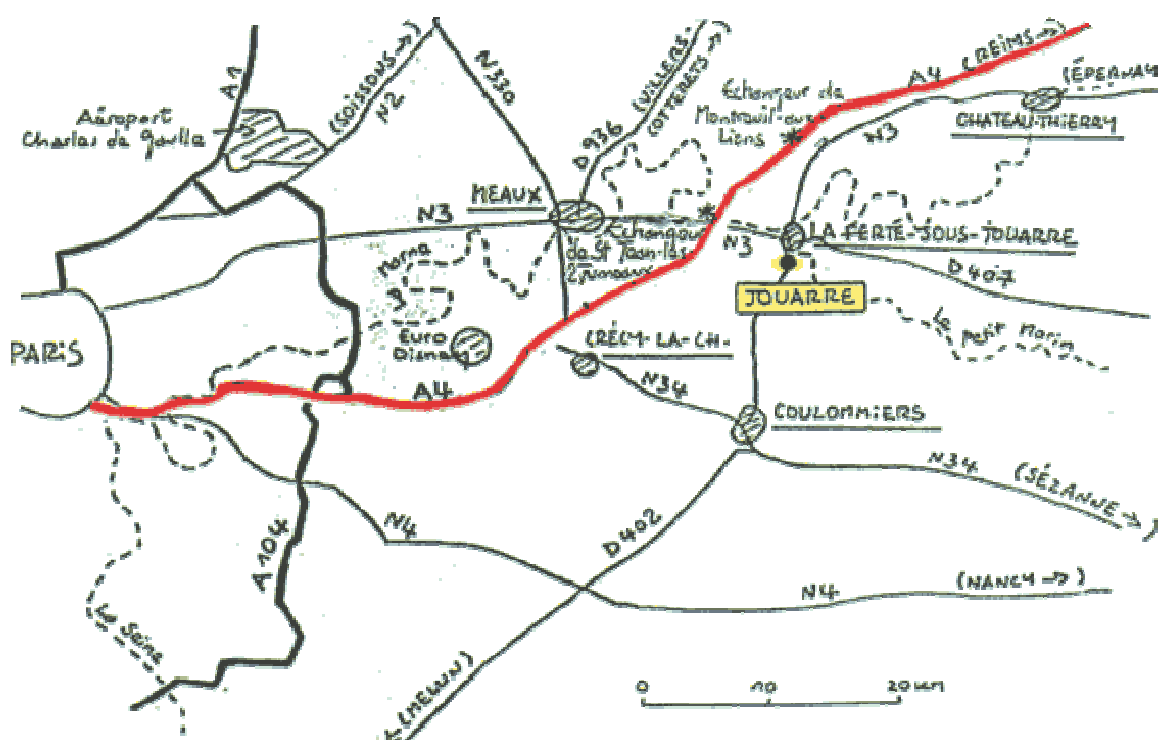 A1
(SOISSONS→)
N2
N330
(VILLERS-
COTTERETS→)
D936
(REIMS→)
A4
(ÉPERNAY
Aéroport
Charles de Gaulle
Échangeur de
Montreuil-aux-
Liens
N3
CHATEAU-THIERRY
MEAUX
N3
Echangeur
de St Jean-les-
2 Jumeaux
N3
LA FERTÉ-SOUS-JOUARRE
D407
Marne
JOUARRE
Le
Petit Morin
PARIS
Euro
Disney
CRÉCY-LA-CH-
A4
N34
COULOMMIERS
N34
(SÉZANNE→)
N4
D402
A104
N4
(NANCY→)
La Seine
←(MELUN)
0 10 20 km